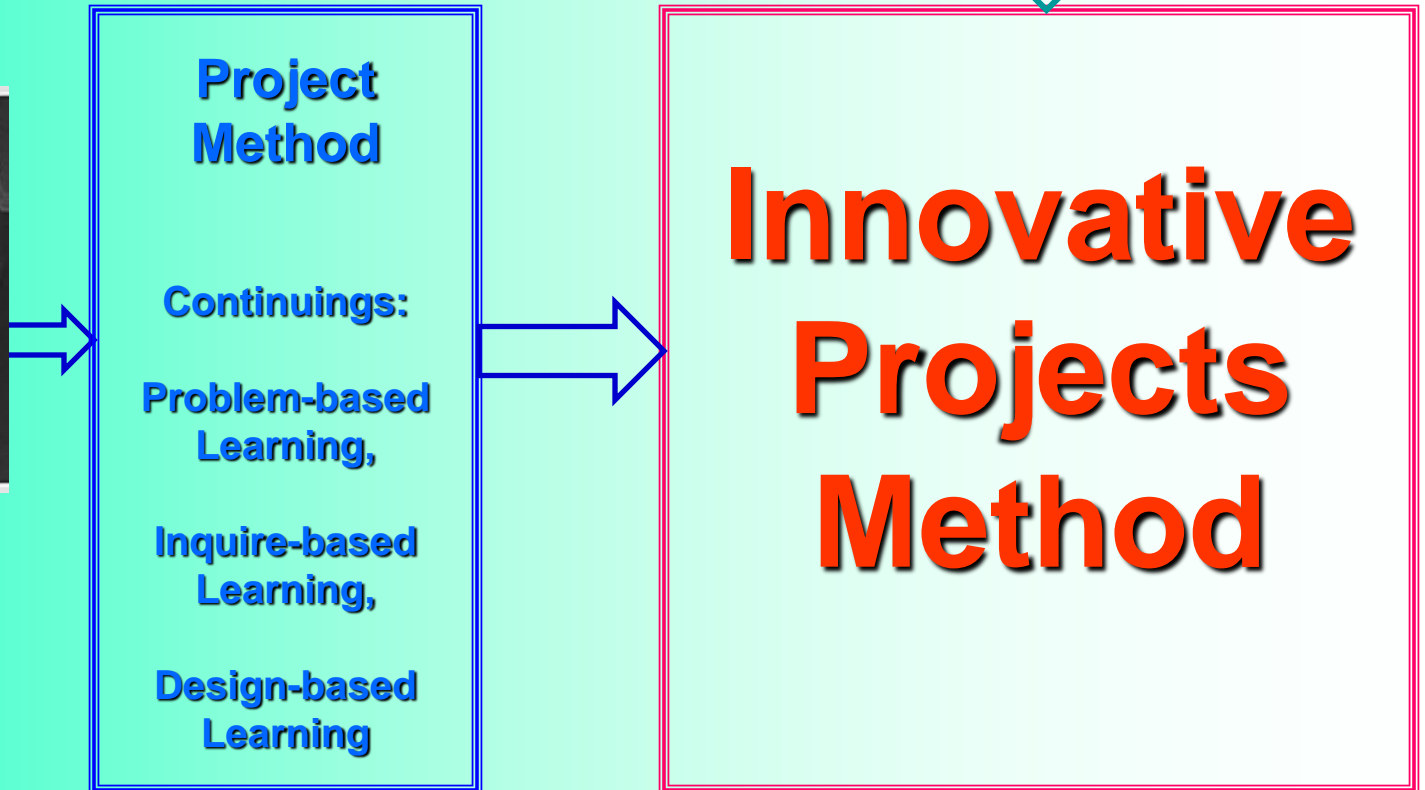 Project
Method
Continuings:
Problem-based
Learning,
Inquire-based
Learning,
Design-based
Learning
Innovative
Projects
Method